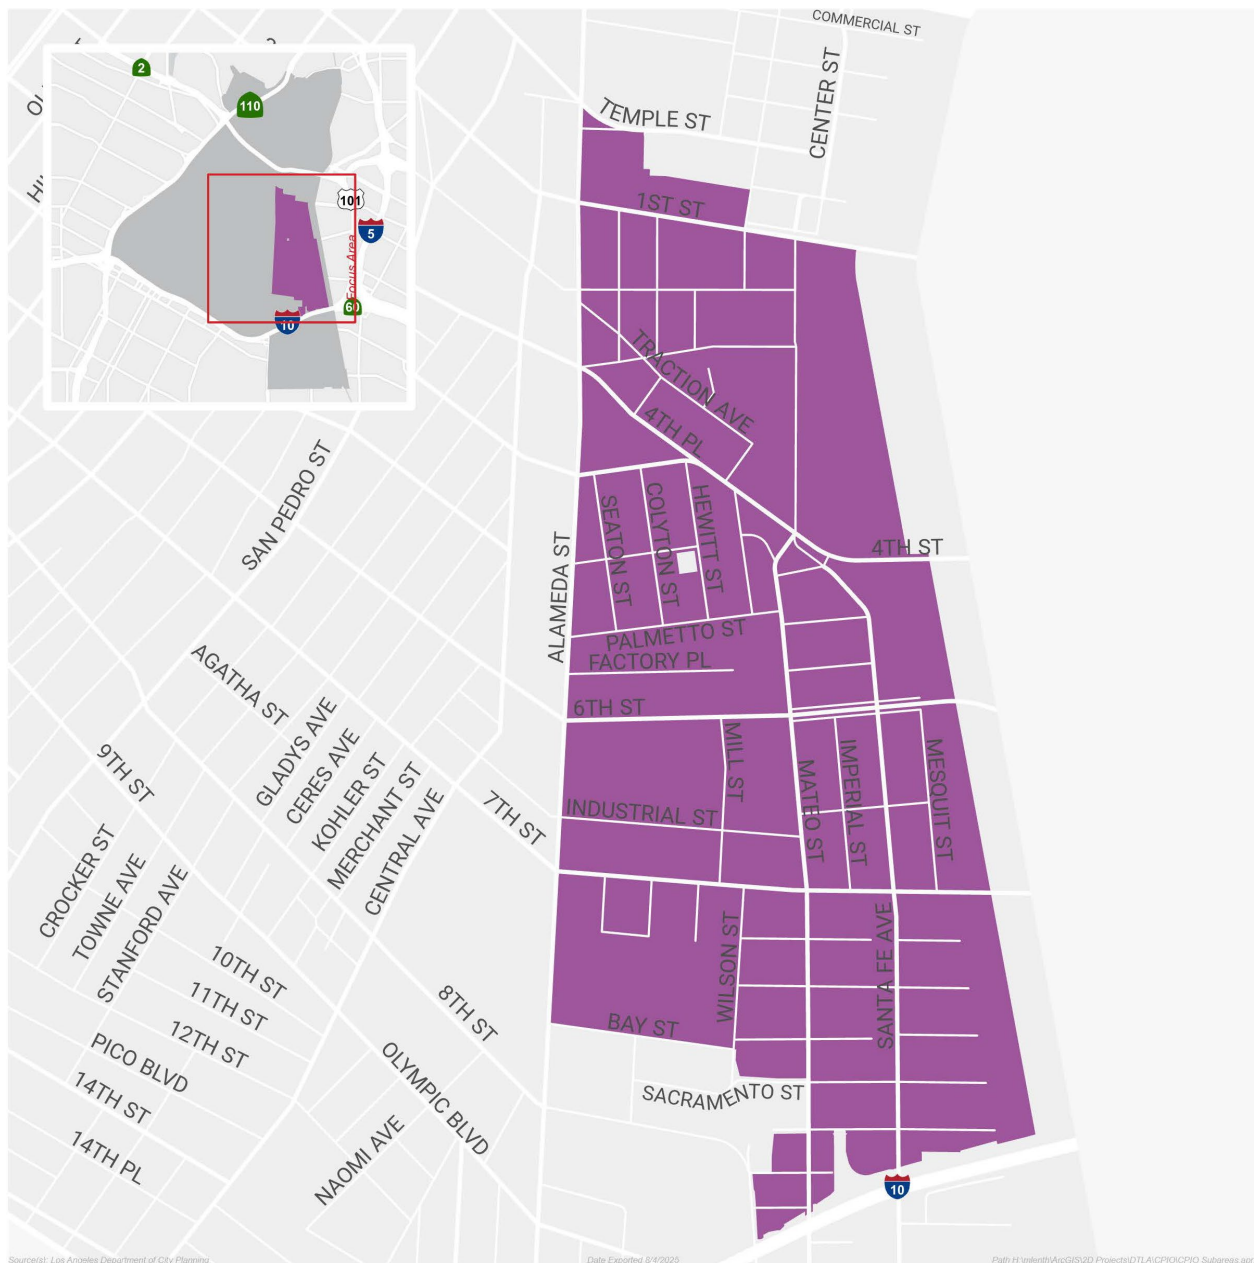 COMMERCIAL ST
CENTER ST
TEMPLE ST
1ST ST
2
110
101
5
Focus Area
60
10
TRACTION AVE
4TH PL
SAN PEDRO ST
ALAMEDA ST
SEATON ST
COLYTON ST
HEWITT ST
4TH ST
PALMETTO ST
FACTORY PL
6TH ST
AGATHA ST
GLADYS AVE
CERES AVE
KOHLER ST
MERCHANT ST
CENTRAL AVE
9TH ST
7TH ST
MILL ST
MATEO ST
IMPERIAL ST
MESQUIT ST
INDUSTRIAL ST
CROCKER ST
TOWNE AVE
STANFORD AVE
WILSON ST
SANTA FE AVE
10TH ST
11TH ST
12TH ST
8TH ST
BAY ST
PICO BLVD
OLYMPIC BLVD
14TH ST
SACRAMENTO ST
14TH PL
NAOMI AVE
10
Source(s): Los Angeles Department of City Planning
Date Exported 8/4/2025